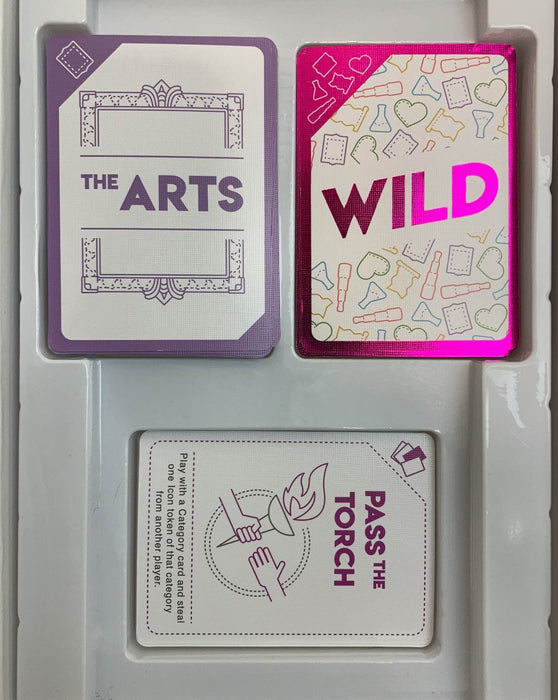 THE ARTS
WILD
PASS THE
TORCH
Play with a Category card and steal
one Icon token of that category
from another player.